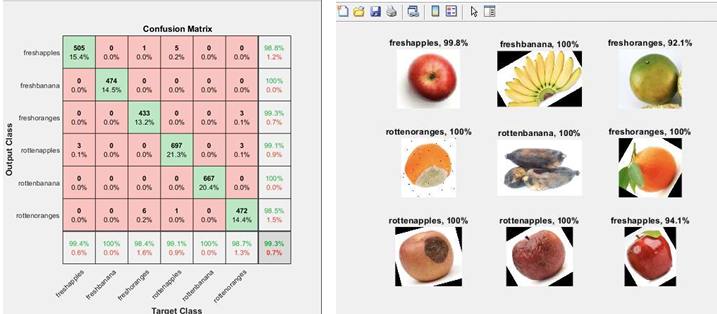 Confusion Matrix
freshapples 505 0 1 5 0 0 98.8%
15.4% 0.0% 0.0% 0.2% 0.0% 0.0% 1.2%
freshbanana 0 474 0 0 0 0 100%
0.0% 14.5% 0.0% 0.0% 0.0% 0.0% 0.0%
freshoranges 0 0 433 0 0 3 99.3%
0.0% 0.0% 13.2% 0.0% 0.0% 0.1% 0.7%
rottenapples 3 0 0 697 0 3 99.1%
0.1% 0.0% 0.0% 21.3% 0.0% 0.1% 0.9%
rottenbanana 0 0 0 0 667 0 100%
0.0% 0.0% 0.0% 0.0% 20.4% 0.0% 0.0%
rottenoranges 0 0 6 1 0 472 98.5%
0.0% 0.0% 0.2% 0.0% 0.0% 14.4% 1.5%
99.4% 100% 98.4% 99.1% 100% 98.7% 99.3%
0.6% 0.0% 1.6% 0.9% 0.0% 1.3% 0.7%
freshapples freshbanana freshoranges rottenapples rottenbanana rottenoranges
Target Class
Output Class
freshapples, 99.8% freshbanana, 100% freshoranges, 92.1%
rottenoranges, 100% rottenbanana, 100% freshoranges, 100%
rottenapples, 100% rottenapples, 100% freshapples, 94.1%